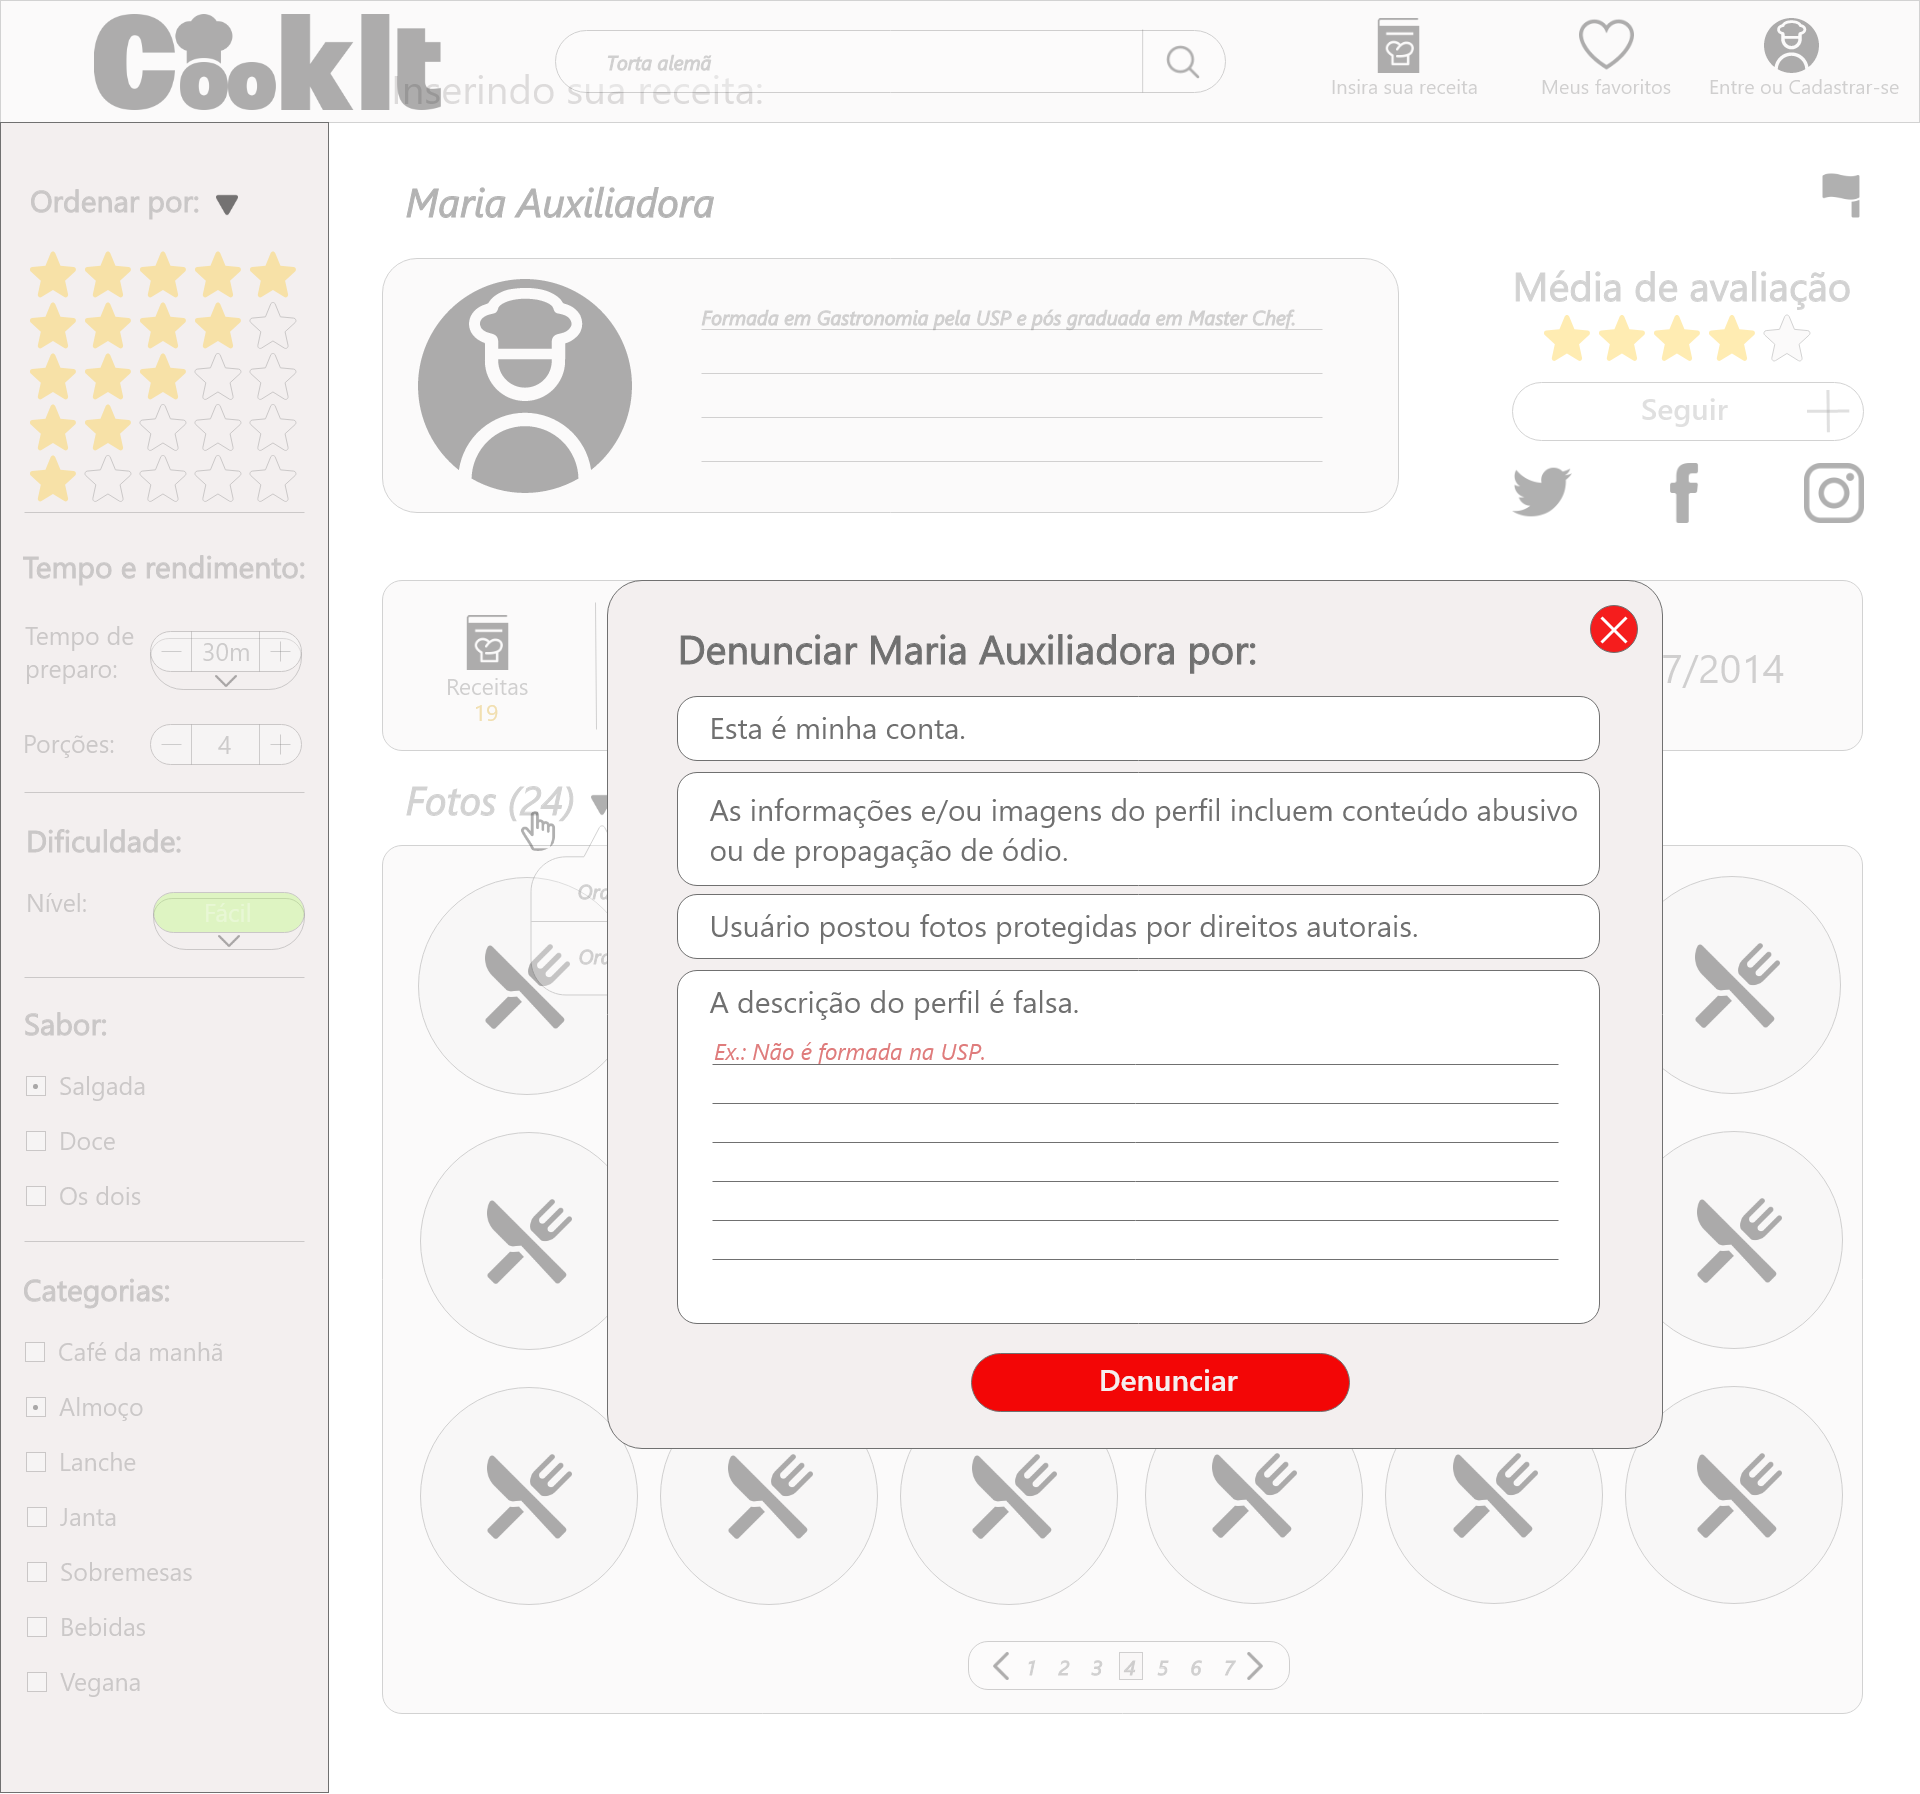 CookIt
Torta alemã
Inserindo sua receita:
Insira sua receita
Meus favoritos
Entre ou Cadastrar-se
Ordenar por:
Tempo e rendimento:
Tempo de
preparo:
30m
Porções:
4
Dificuldade:
Nível:
Fácil
Sabor:
Salgada
Doce
Os dois
Categorias:
Café da manhã
Almoço
Lanche
Janta
Sobremesas
Bebidas
Vegana
Maria Auxiliadora
Formada em Gastronomia pela USP e pós graduada em Master Chef.
Média de avaliação
Seguir
Receitas
19
7/2014
Fotos (24)
Ord
Ord
Denunciar Maria Auxiliadora por:
Esta é minha conta.
As informações e/ou imagens do perfil incluem conteúdo abusivo
ou de propagação de ódio.
Usuário postou fotos protegidas por direitos autorais.
A descrição do perfil é falsa.
Ex.: Não é formada na USP.
Denunciar
1 2 3 4 5 6 7